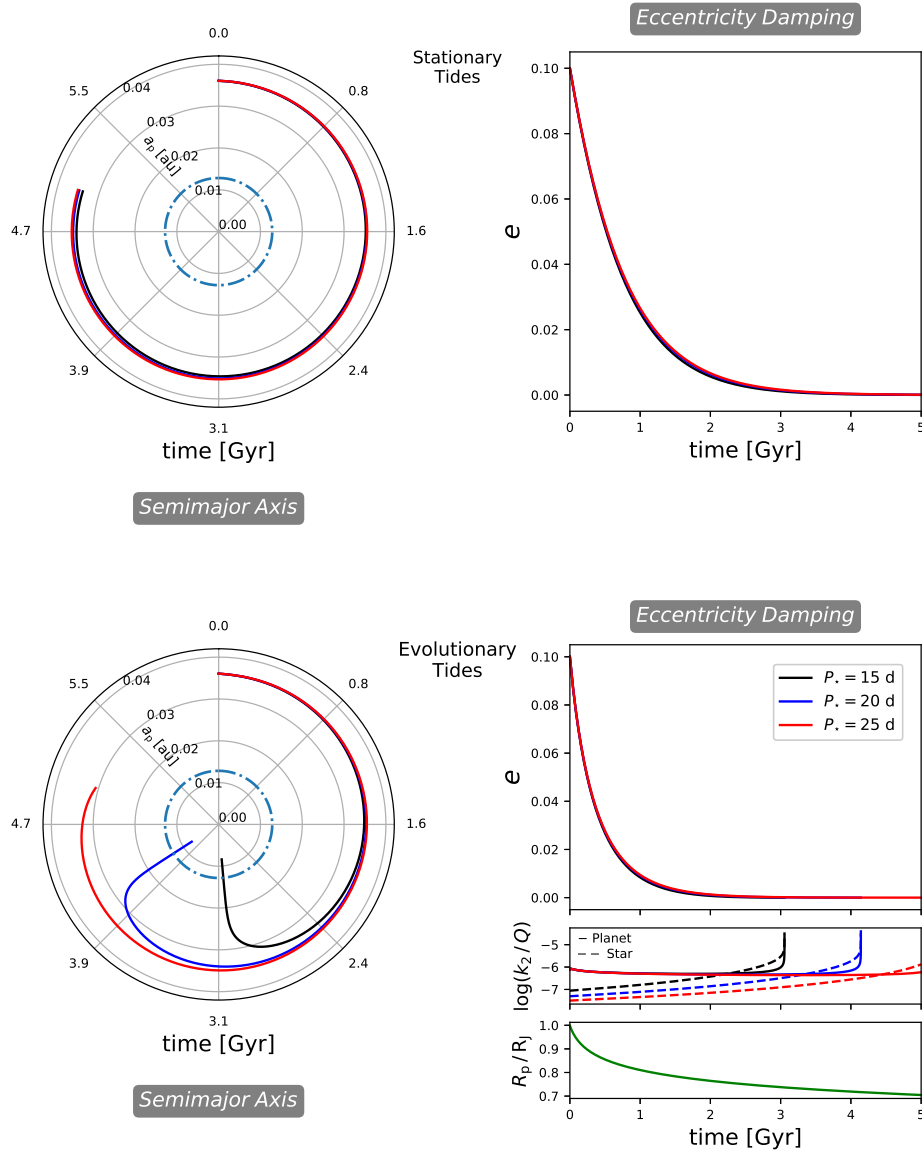 Eccentricity Damping
Stationary
Tides
0.0
0.8
1.6
2.4
3.1
3.9
4.7
5.5
0.04
0.03
0.02
0.01
0.00
a_p [au]
time [Gyr]
Semimajor Axis
0.10
0.08
0.06
0.04
0.02
0.00
e
0
1
2
3
4
5
time [Gyr]
Eccentricity Damping
Evolutionary
Tides
0.0
0.8
1.6
2.4
3.1
3.9
4.7
5.5
0.04
0.03
0.02
0.01
0.00
a_p [au]
time [Gyr]
Semimajor Axis
0.10
0.08
0.06
0.04
0.02
0.00
e
P⋆ = 15 d
P⋆ = 20 d
P⋆ = 25 d
−5
−6
−7
log(k₂/Q)
Planet
Star
1.0
0.9
0.8
0.7
R_p/R_J
0
1
2
3
4
5
time [Gyr]